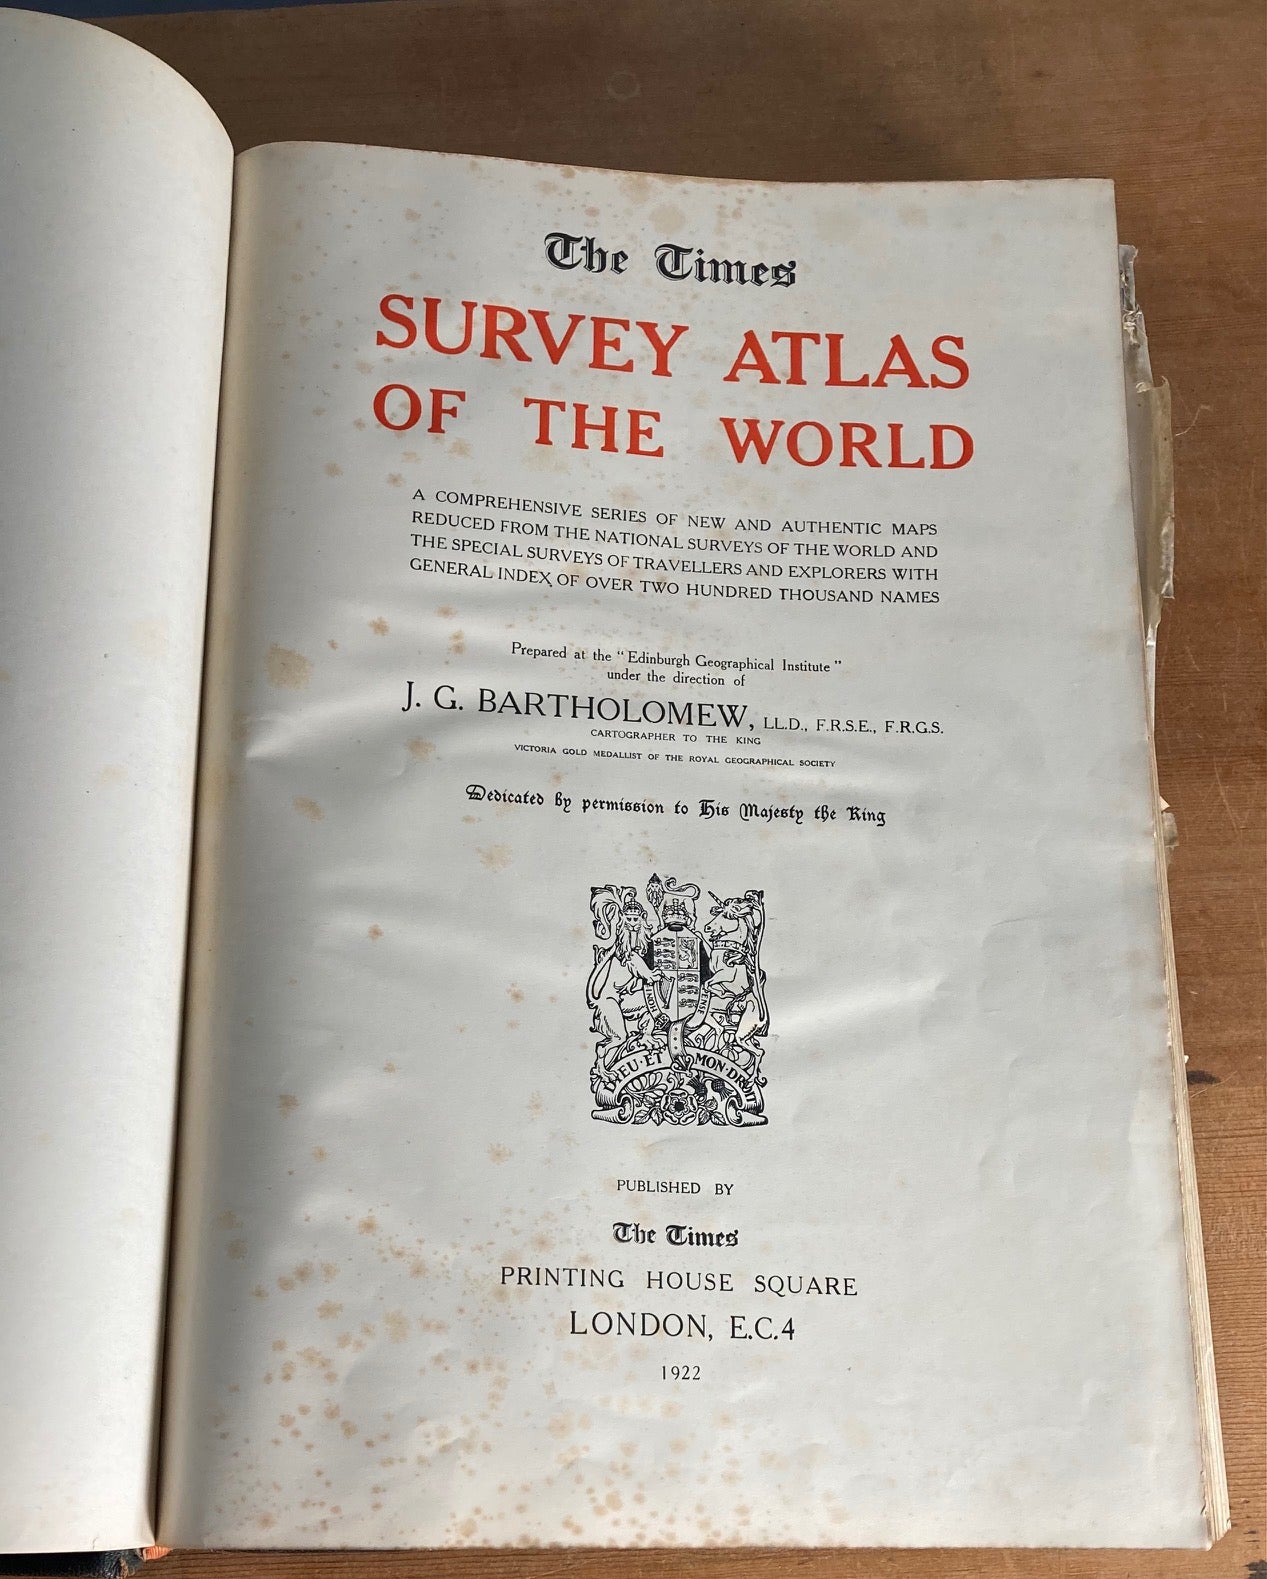 The Times
SURVEY ATLAS
OF THE WORLD
A COMPREHENSIVE SERIES OF NEW AND AUTHENTIC MAPS
REDUCED FROM THE NATIONAL SURVEYS OF THE WORLD AND
THE SPECIAL SURVEYS OF TRAVELLERS AND EXPLORERS WITH
GENERAL INDEX OF OVER TWO HUNDRED THOUSAND NAMES
Prepared at the "Edinburgh Geographical Institute"
under the direction of
J. G. BARTHOLOMEW, LL.D., F.R.S.E., F.R.G.S.
CARTOGRAPHER TO THE KING
VICTORIA GOLD MEDALLIST OF THE ROYAL GEOGRAPHICAL SOCIETY
Dedicated by permission to His Majesty the King
DIEU·ET MON·DROIT
PUBLISHED BY
The Times
PRINTING HOUSE SQUARE
LONDON, E.C.4
1922